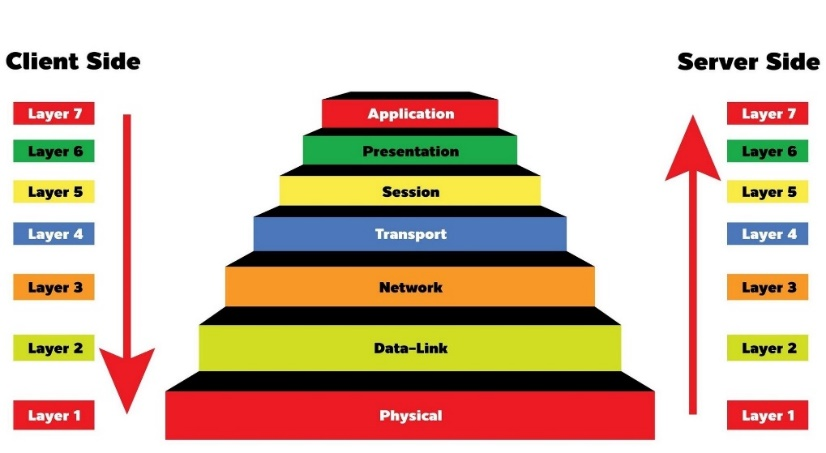 Client Side
Server Side
Layer 7
Application
Layer 7
Layer 6
Presentation
Layer 6
Layer 5
Session
Layer 5
Layer 4
Transport
Layer 4
Layer 3
Network
Layer 3
Layer 2
Data-Link
Layer 2
Layer 1
Physical
Layer 1